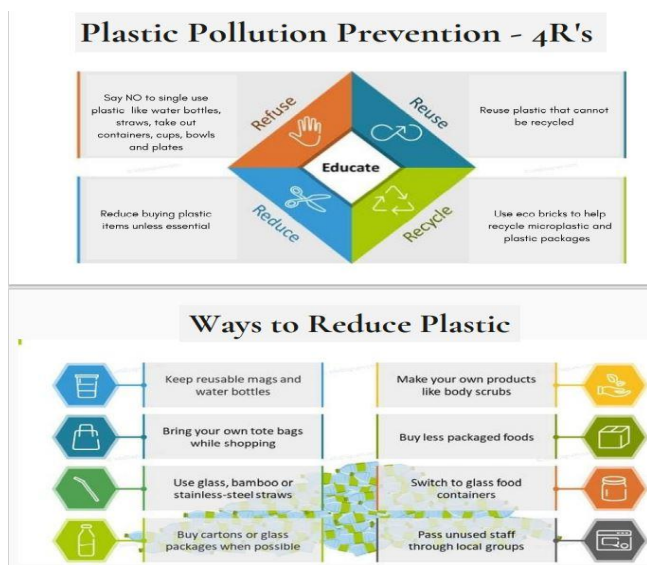 Plastic Pollution Prevention - 4R's
Say NO to single use
plastic like water bottles,
straws, take out
containers, cups, bowls
and plates
Refuse
Reuse
Reuse plastic that cannot
be recycled
Educate
Reduce buying plastic
items unless essential
Reduce
Recycle
Use eco bricks to help
recycle microplastic and
plastic packages
Ways to Reduce Plastic
Keep reusable mags and
water bottles
Make your own products
like body scrubs
Bring your own tote bags
while shopping
Buy less packaged foods
Use glass, bamboo or
stainless-steel straws
Switch to glass food
containers
Buy cartons or glass
packages when possible
Pass unused staff
through local groups